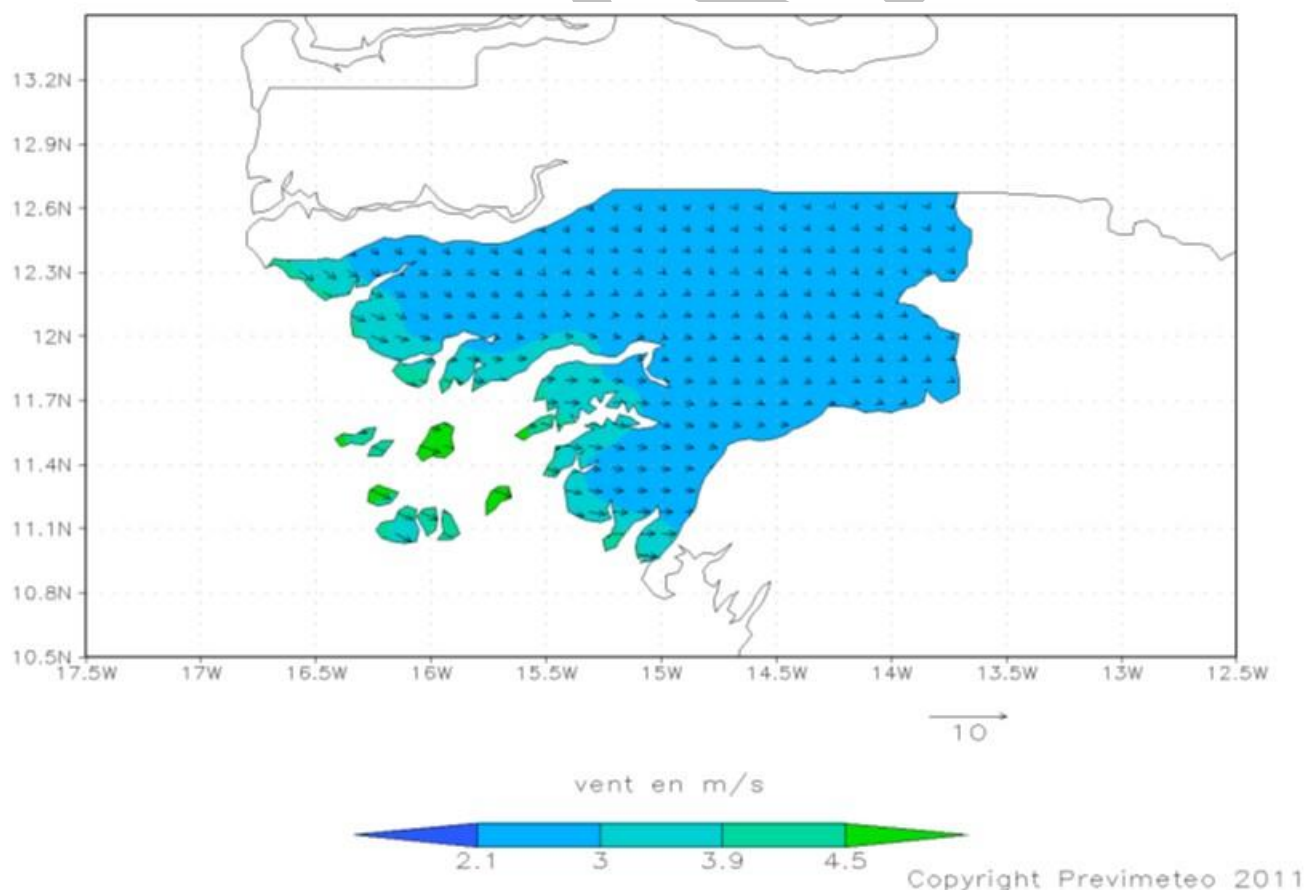 13.2N
12.9N
12.6N
12.3N
12N
11.7N
11.4N
11.1N
10.8N
10.5N
17.5W 17W 16.5W 16W 15.5W 15W 14.5W 14W 13.5W 13W 12.5W
10
vent en m/s
2.1 3 3.9 4.5
Copyright Previmeteo 2011